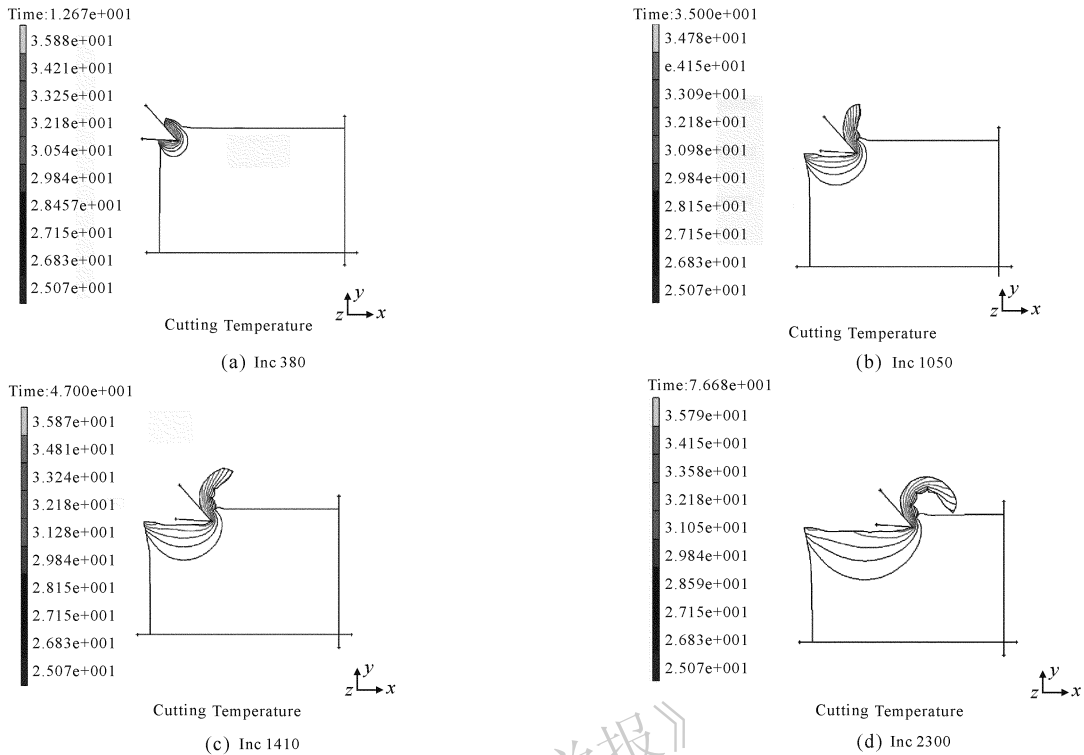 Time:1.267e+001
3.588e+001
3.421e+001
3.325e+001
3.218e+001
3.054e+001
2.984e+001
2.8457e+001
2.715e+001
2.683e+001
2.507e+001
y
z x
Cutting Temperature
(a) Inc 380
Time:3.500e+001
3.478e+001
e.415e+001
3.309e+001
3.218e+001
3.098e+001
2.984e+001
2.815e+001
2.715e+001
2.683e+001
2.507e+001
y
z x
Cutting Temperature
(b) Inc 1050
Time:4.700e+001
3.587e+001
3.481e+001
3.324e+001
3.218e+001
3.128e+001
2.984e+001
2.815e+001
2.715e+001
2.683e+001
2.507e+001
y
z x
Cutting Temperature
(c) Inc 1410
Time:7.668e+001
3.579e+001
3.415e+001
3.358e+001
3.218e+001
3.105e+001
2.984e+001
2.859e+001
2.715e+001
2.683e+001
2.507e+001
y
z x
Cutting Temperature
(d) Inc 2300
报》